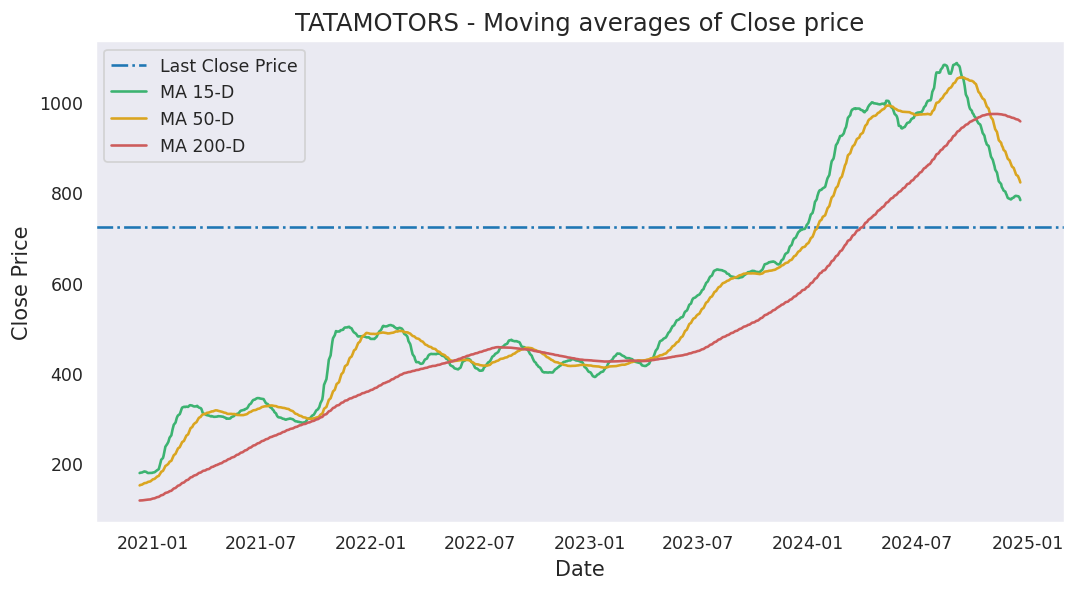 TATAMOTORS - Moving averages of Close price
Last Close Price
MA 15-D
MA 50-D
MA 200-D
Close Price
1000
800
600
400
200
2021-01 2021-07 2022-01 2022-07 2023-01 2023-07 2024-01 2024-07 2025-01
Date